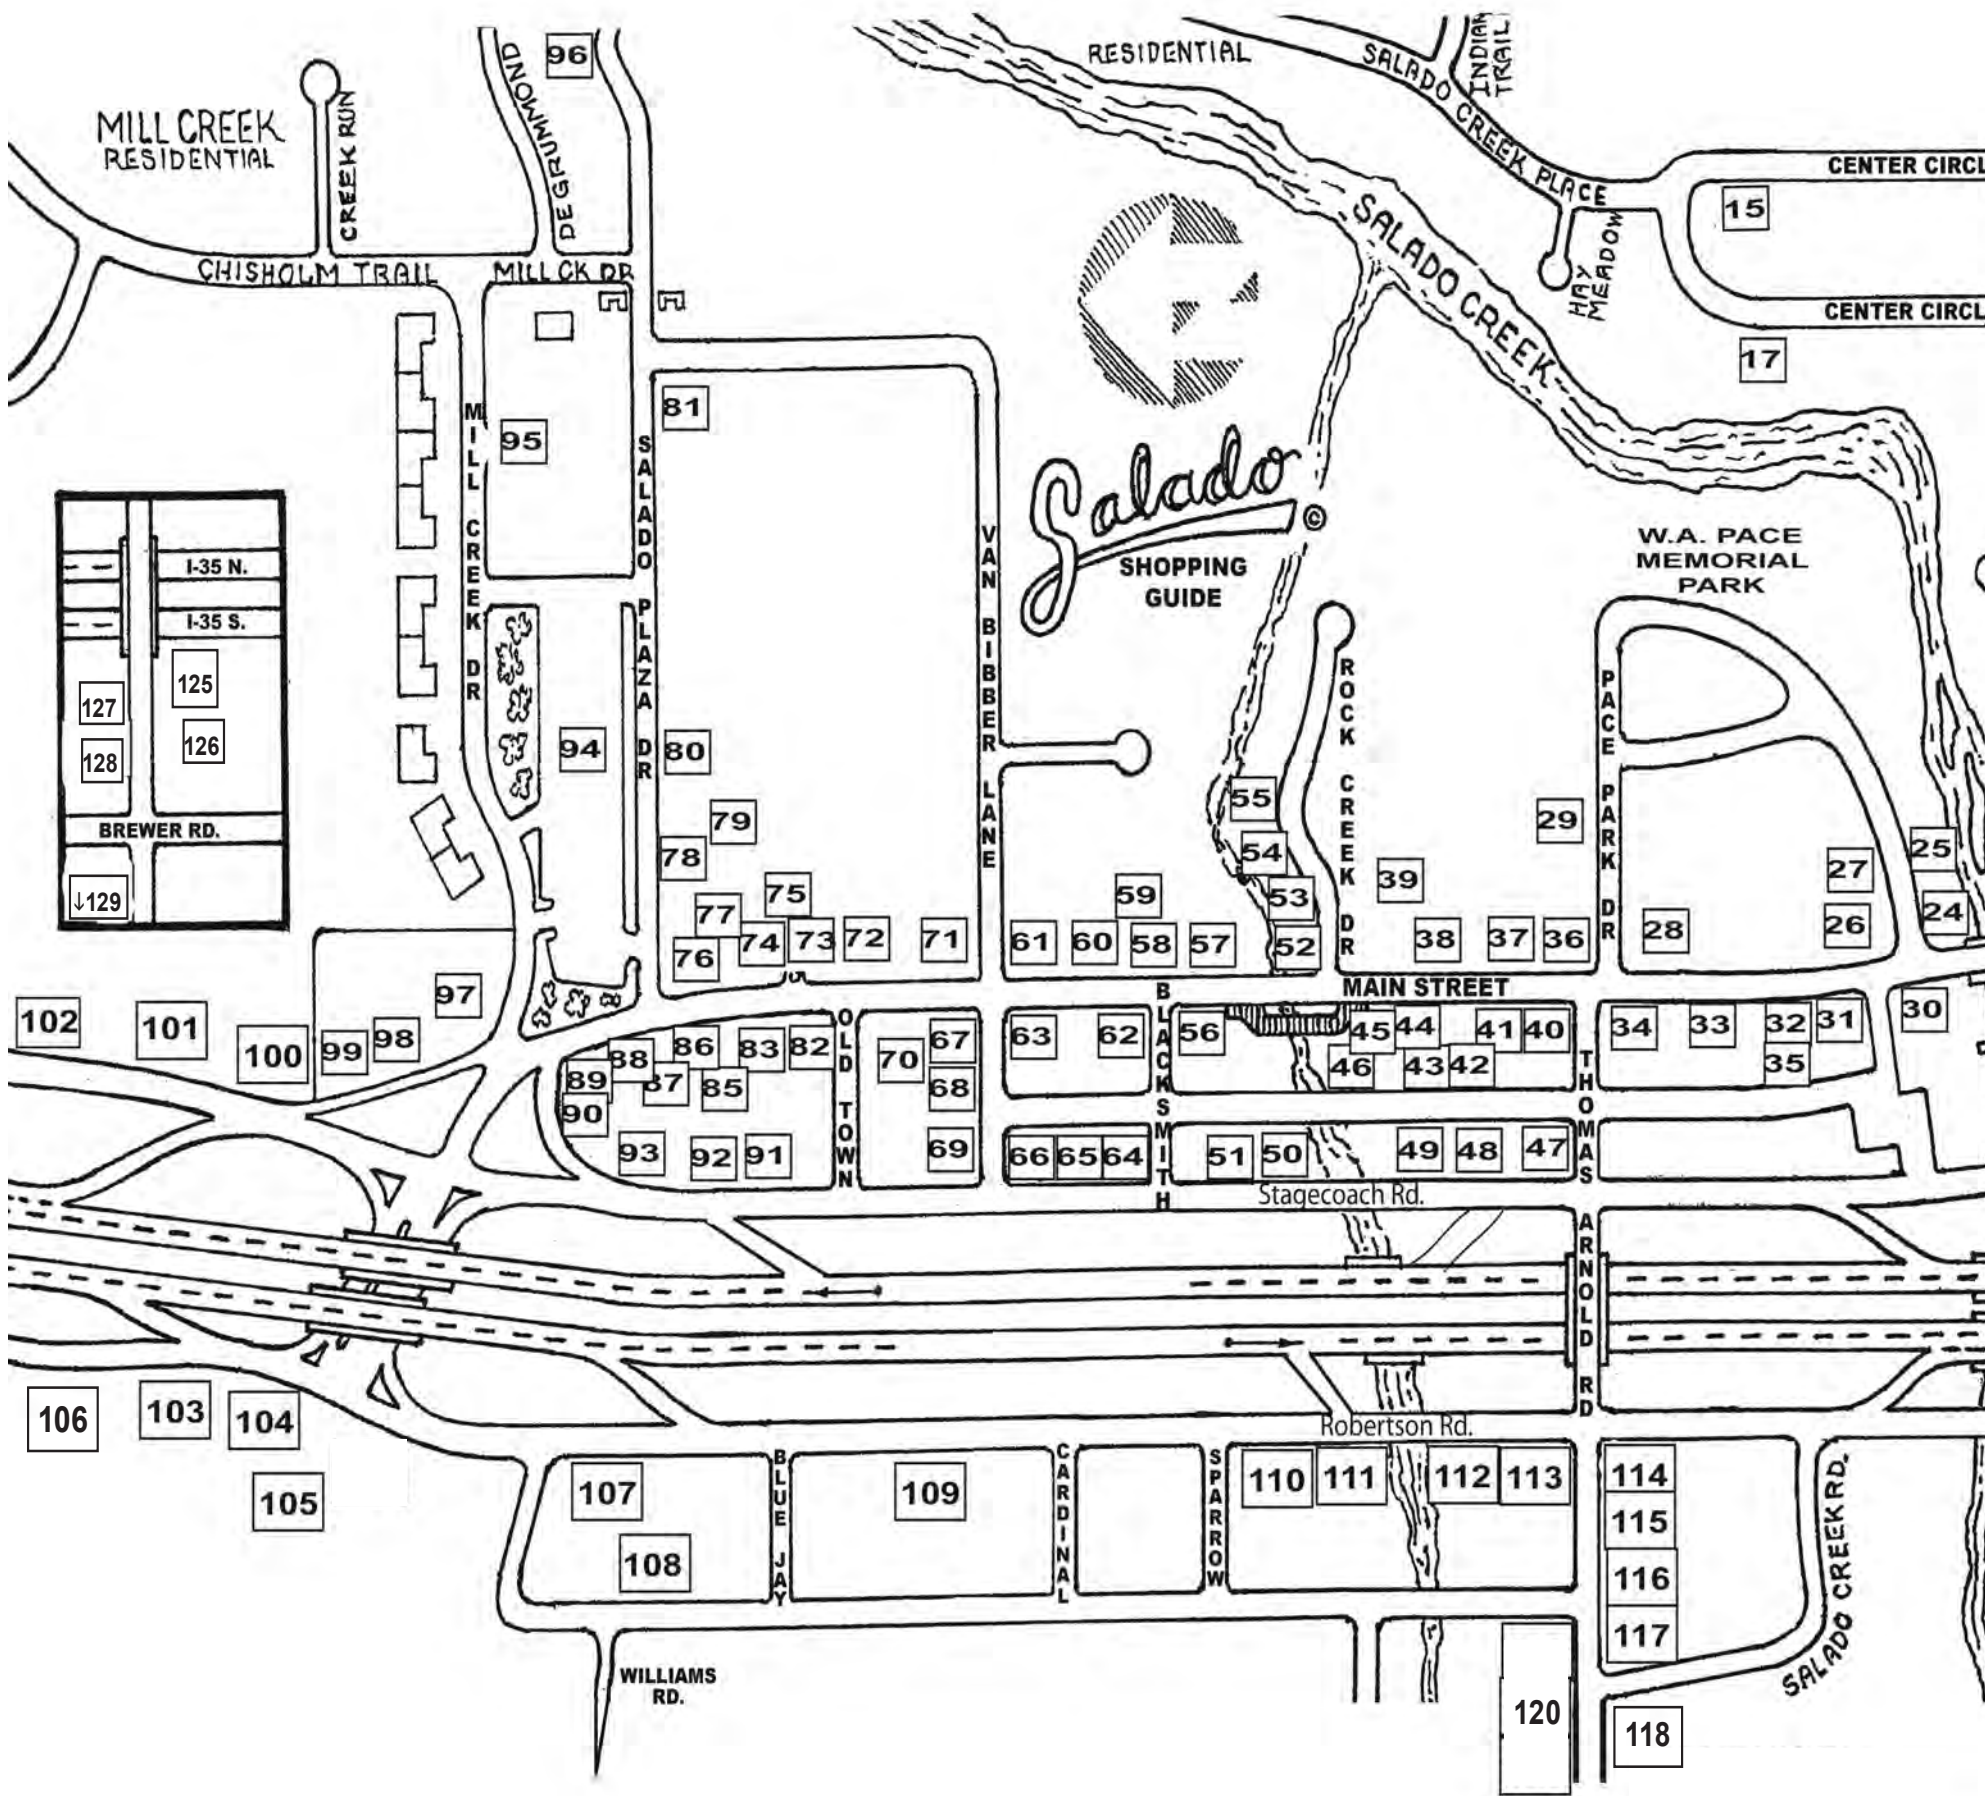 96
RESIDENTIAL
INDIAN
TRAIL
SALADO CREEK PLACE
DEGRUMMOND
MILL CREEK
RESIDENTIAL
CREEK RUN
CENTER CIRCL
15
SALADO CREEK
HAY
MEADOW
CHISHOLM TRAIL
MILL CK DR
CENTER CIRCL
17
81
MILL CREEK DR
95
SALADO PLAZA DR
Salado
©
SHOPPING
GUIDE
VAN BIBBER LANE
W.A. PACE
MEMORIAL
PARK
I-35 N.
I-35 S.
125
127
126
128
BREWER RD.
↓129
ROCK CREEK DR
PACE PARK DR
94
80
79
78
55
54
53
52
29
39
27
25
26
24
77
75
76
74
73
72
71
61
60
59
58
57
38
37
36
28
MAIN STREET
97
102
101
100
99
98
88
86
83
82
89
87
85
90
93
92
91
OLD TOWN
70
67
68
69
63
62
BLACKSMITH
56
45
44
41
40
46
43
42
34
33
32
31
35
30
66
65
64
51
50
49
48
47
THOMAS ARNOLD RD
Stagecoach Rd.
Robertson Rd.
106
103
104
105
107
108
BLUE JAY
109
CARDINAL
SPARROW
110
111
112
113
114
115
116
117
SALADO CREEK RD.
WILLIAMS
RD.
120
118